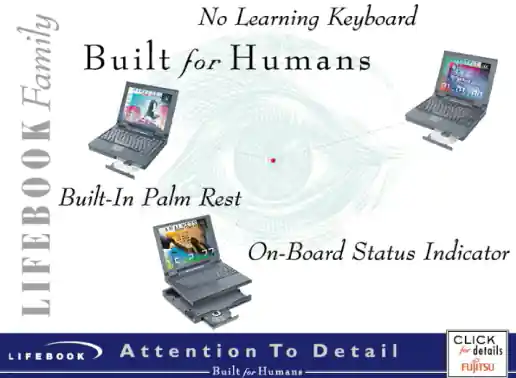 No Learning Keyboard
Built for Humans
LIFEBOOK Family
Built-In Palm Rest
On-Board Status Indicator
LIFEBOOK
Attention To Detail
Built for Humans
CLICK
for details
FUJITSU